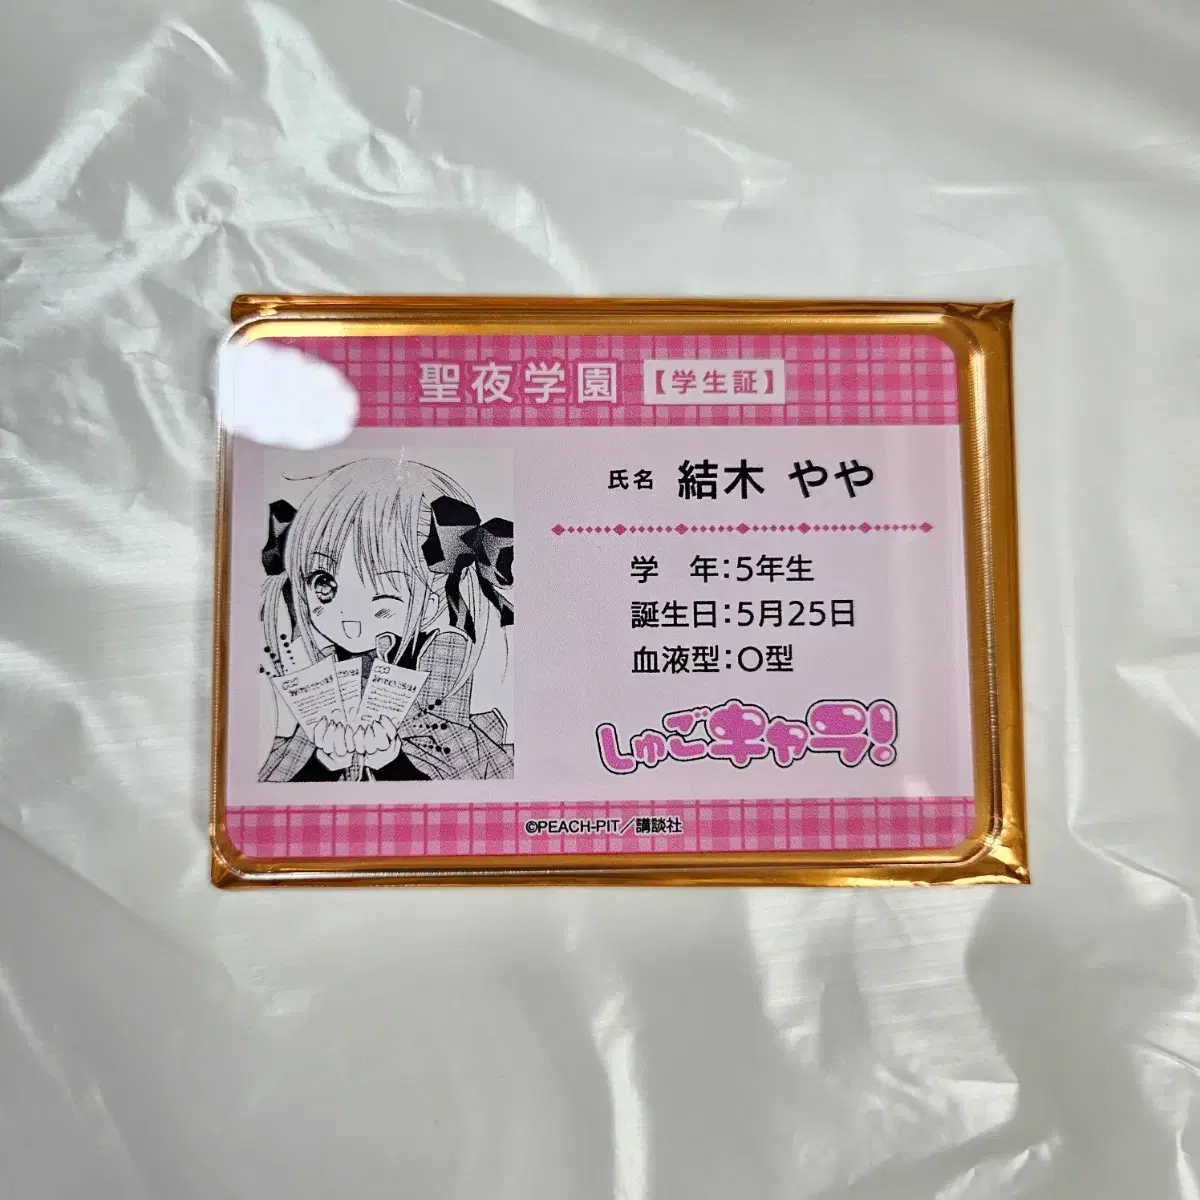 聖夜学園 【学生証】
氏名 結木 やや
学 年:5年生
誕生日:5月25日
血液型:O型
しゅごキャラ!
©PEACH-PIT／講談社